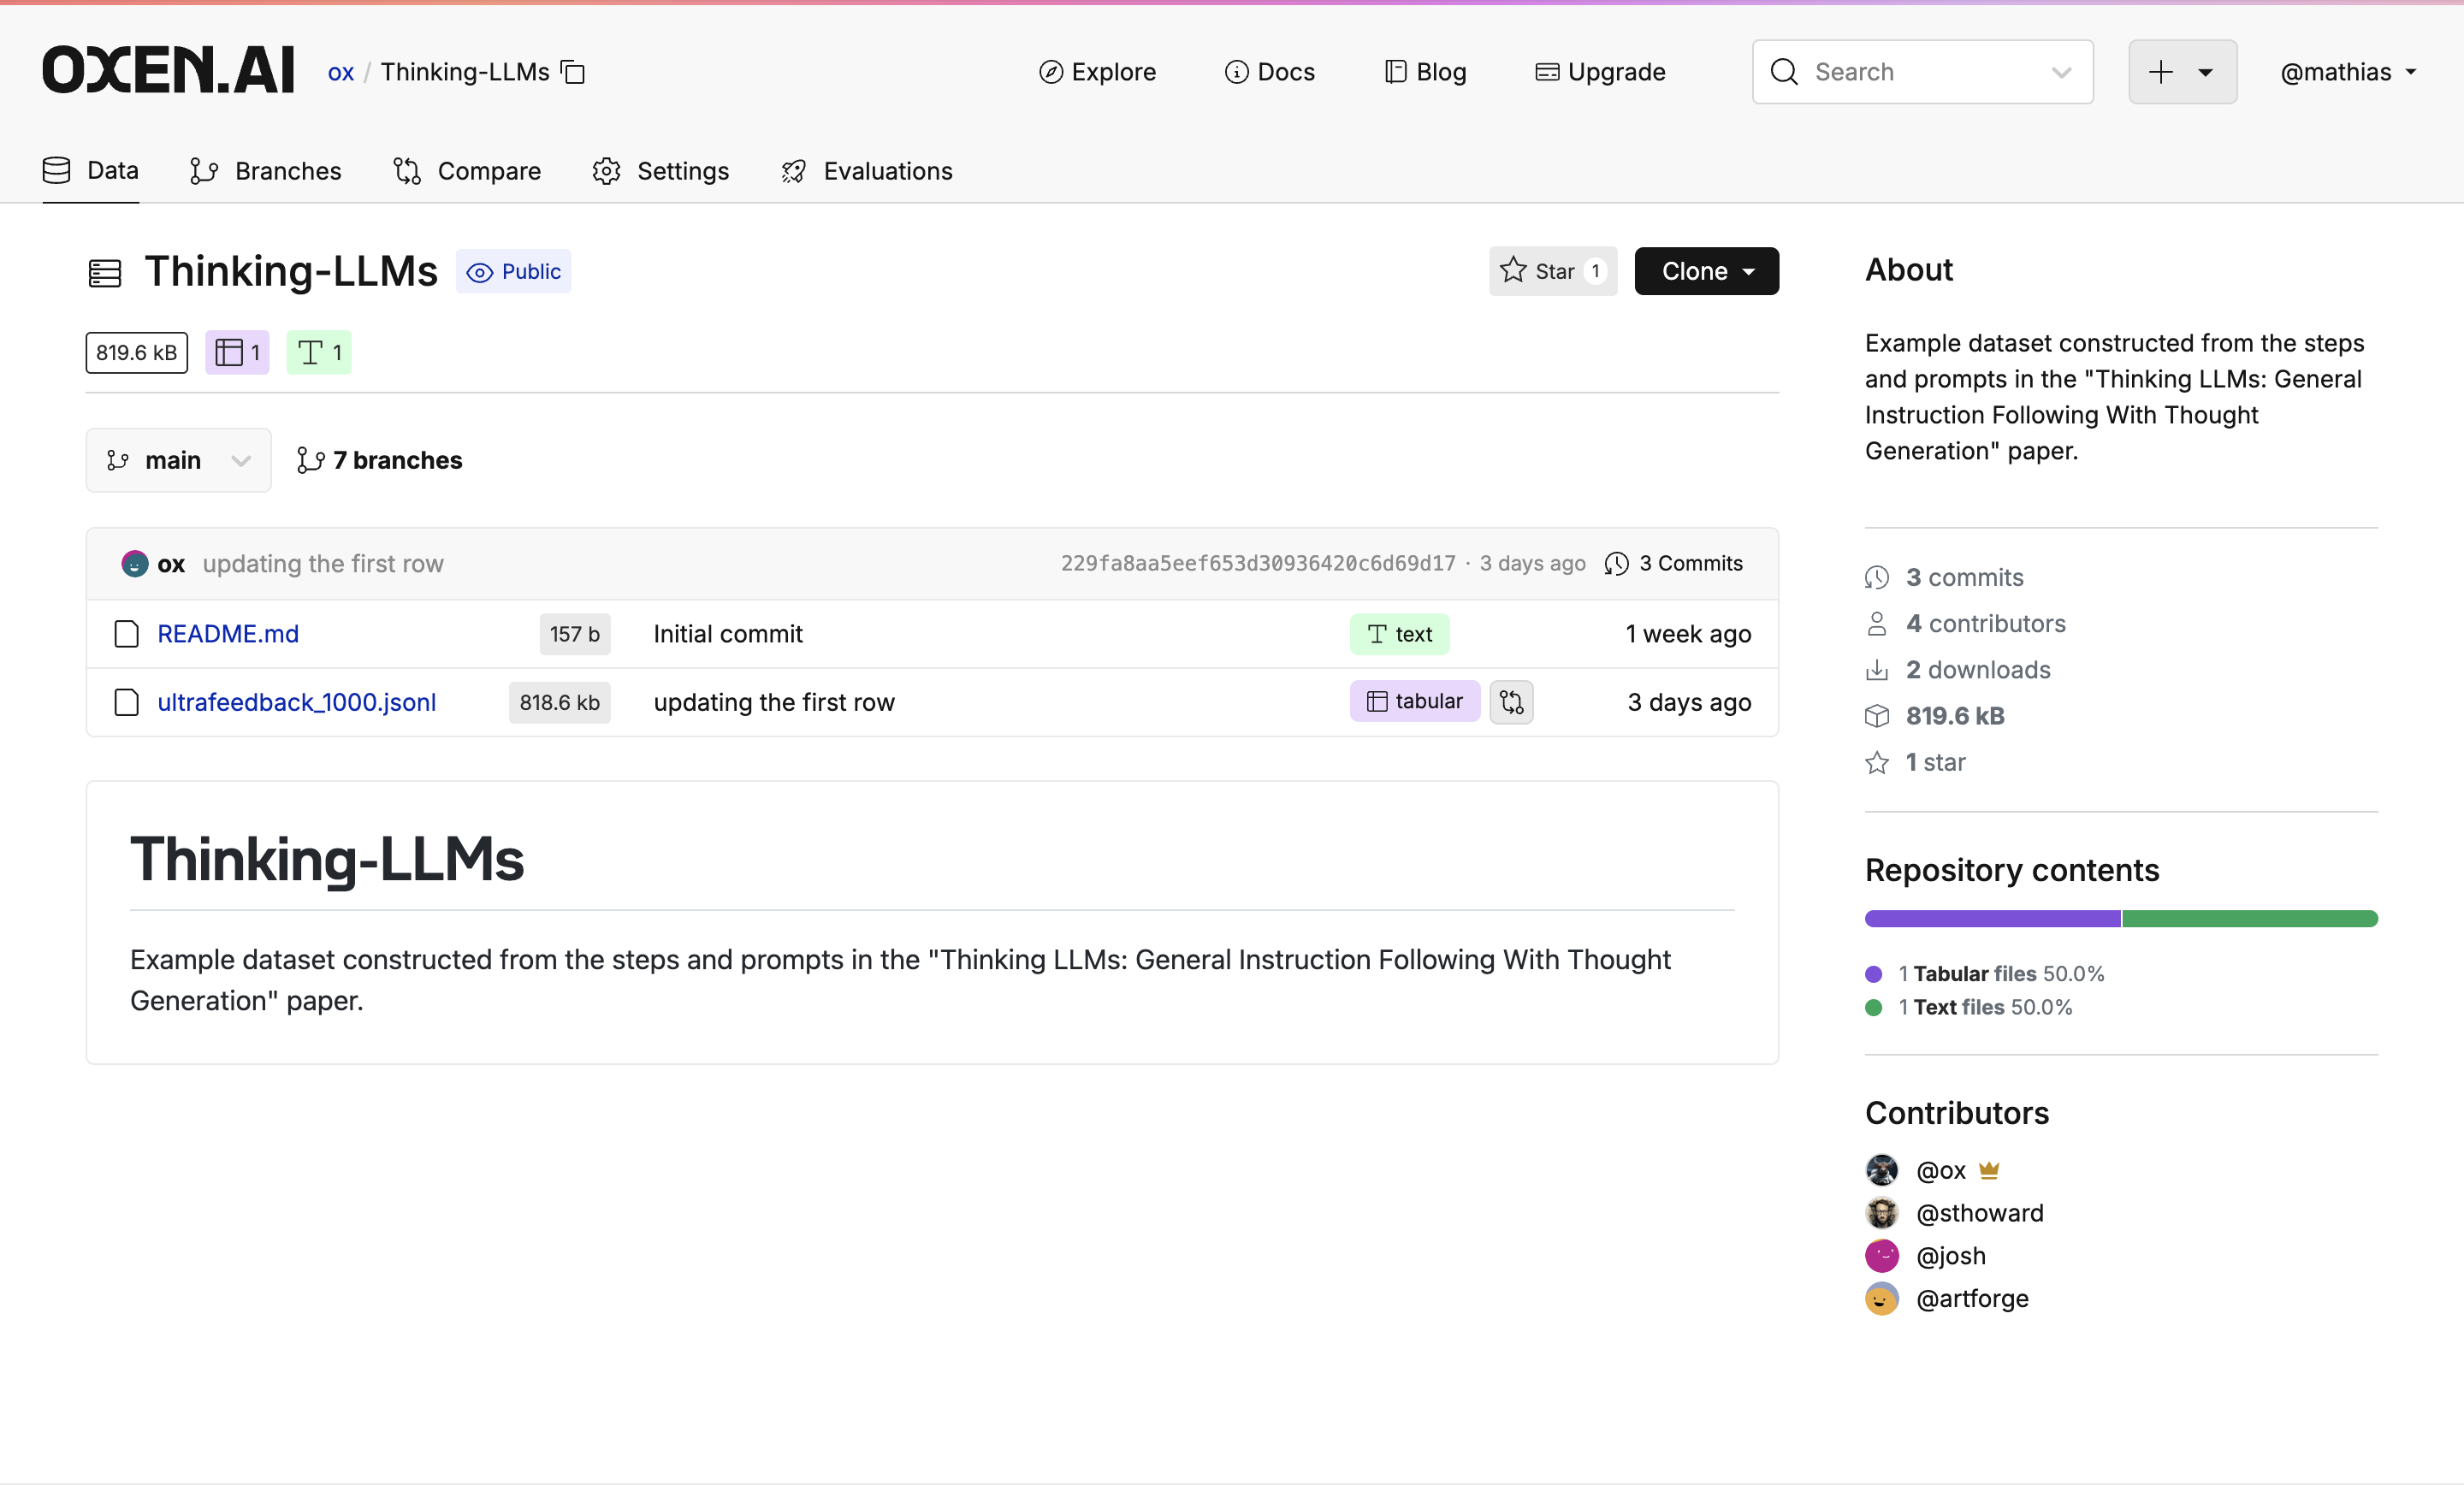 OXEN.AI ox / Thinking-LLMs Explore Docs Blog Upgrade Search @mathias
Data Branches Compare Settings Evaluations
Thinking-LLMs Public Star 1 Clone
819.6 kB 1 1
main 7 branches
ox updating the first row 229fa8aa5eef653d30936420c6d69d17 · 3 days ago 3 Commits
README.md 157 b Initial commit text 1 week ago
ultrafeedback_1000.jsonl 818.6 kb updating the first row tabular 3 days ago
Thinking-LLMs
Example dataset constructed from the steps and prompts in the "Thinking LLMs: General Instruction Following With Thought
Generation" paper.
About
Example dataset constructed from the steps
and prompts in the "Thinking LLMs: General
Instruction Following With Thought
Generation" paper.
3 commits
4 contributors
2 downloads
819.6 kB
1 star
Repository contents
1 Tabular files 50.0%
1 Text files 50.0%
Contributors
@ox
@sthoward
@josh
@artforge